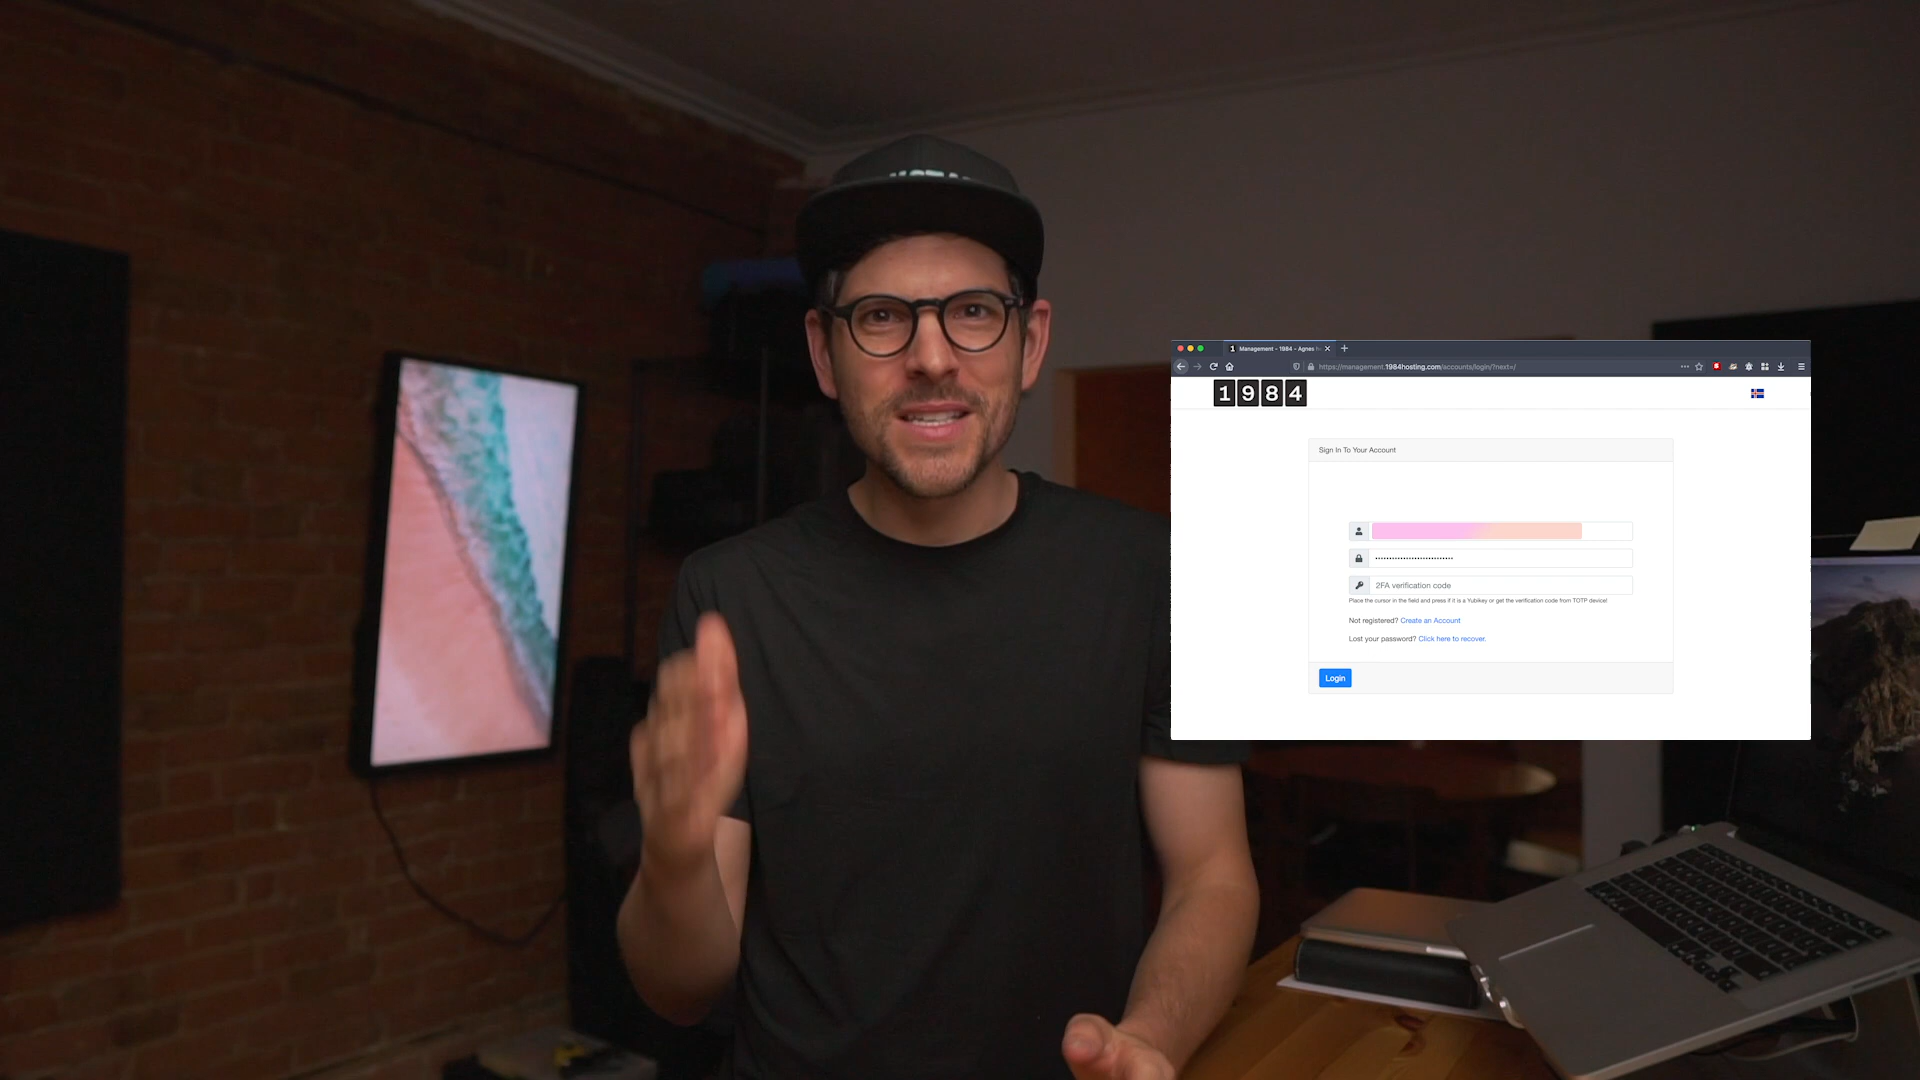 Management - 1984 - Agnes
https://management.1984hosting.com/accounts/login/?next=/
1984
Sign In To Your Account
2FA verification code
Place the cursor in the field and press if it is a Yubikey or get the verification code from TOTP device!
Not registered? Create an Account
Lost your password? Click here to recover.
Login